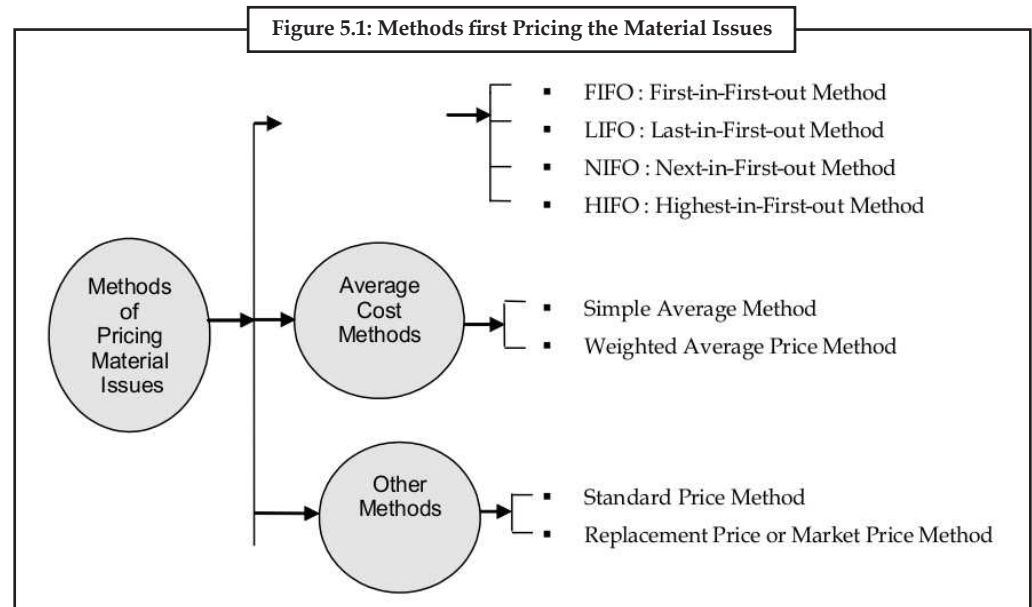 Figure 5.1: Methods first Pricing the Material Issues
▪ FIFO : First-in-First-out Method
▪ LIFO : Last-in-First-out Method
▪ NIFO : Next-in-First-out Method
▪ HIFO : Highest-in-First-out Method
Methods
of
Pricing
Material
Issues
Average
Cost
Methods
▪ Simple Average Method
▪ Weighted Average Price Method
Other
Methods
▪ Standard Price Method
▪ Replacement Price or Market Price Method